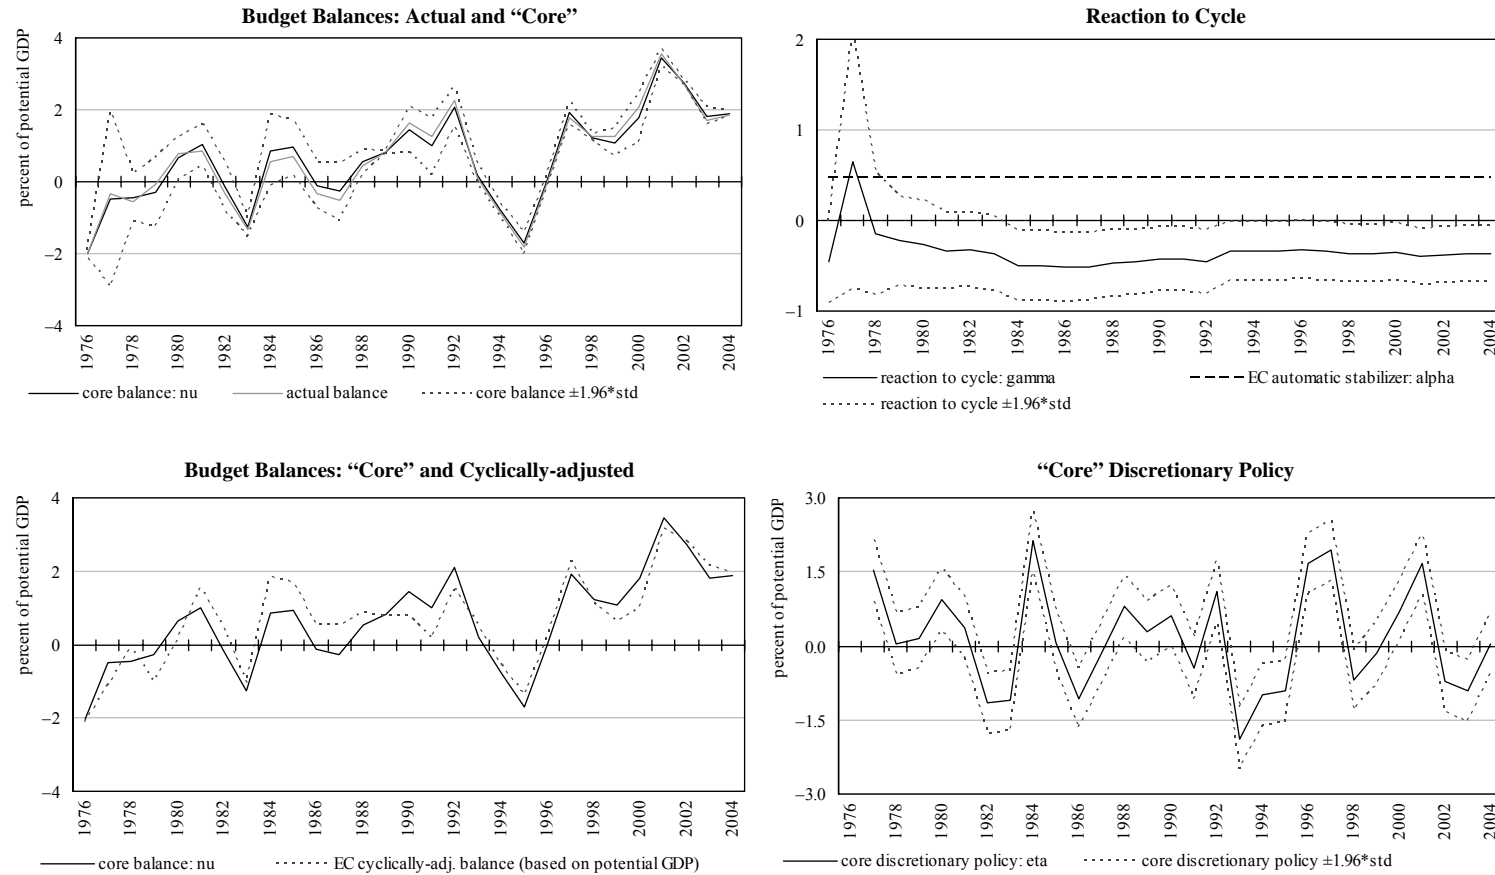 Budget Balances: Actual and “Core”
percent of potential GDP
4
2
0
–2
–4
1976 1978 1980 1982 1984 1986 1988 1990 1992 1994 1996 1998 2000 2002 2004
core balance: nu actual balance core balance ±1.96*std
Reaction to Cycle
2
1
0
–1
1976 1978 1980 1982 1984 1986 1988 1990 1992 1994 1996 1998 2000 2002 2004
reaction to cycle: gamma EC automatic stabilizer: alpha
reaction to cycle ±1.96*std
Budget Balances: “Core” and Cyclically-adjusted
percent of potential GDP
4
2
0
–2
–4
1976 1978 1980 1982 1984 1986 1988 1990 1992 1994 1996 1998 2000 2002 2004
core balance: nu EC cyclically-adj. balance (based on potential GDP)
“Core” Discretionary Policy
percent of potential GDP
3.0
1.5
0.0
–1.5
–3.0
1976 1978 1980 1982 1984 1986 1988 1990 1992 1994 1996 1998 2000 2002 2004
core discretionary policy: eta core discretionary policy ±1.96*std